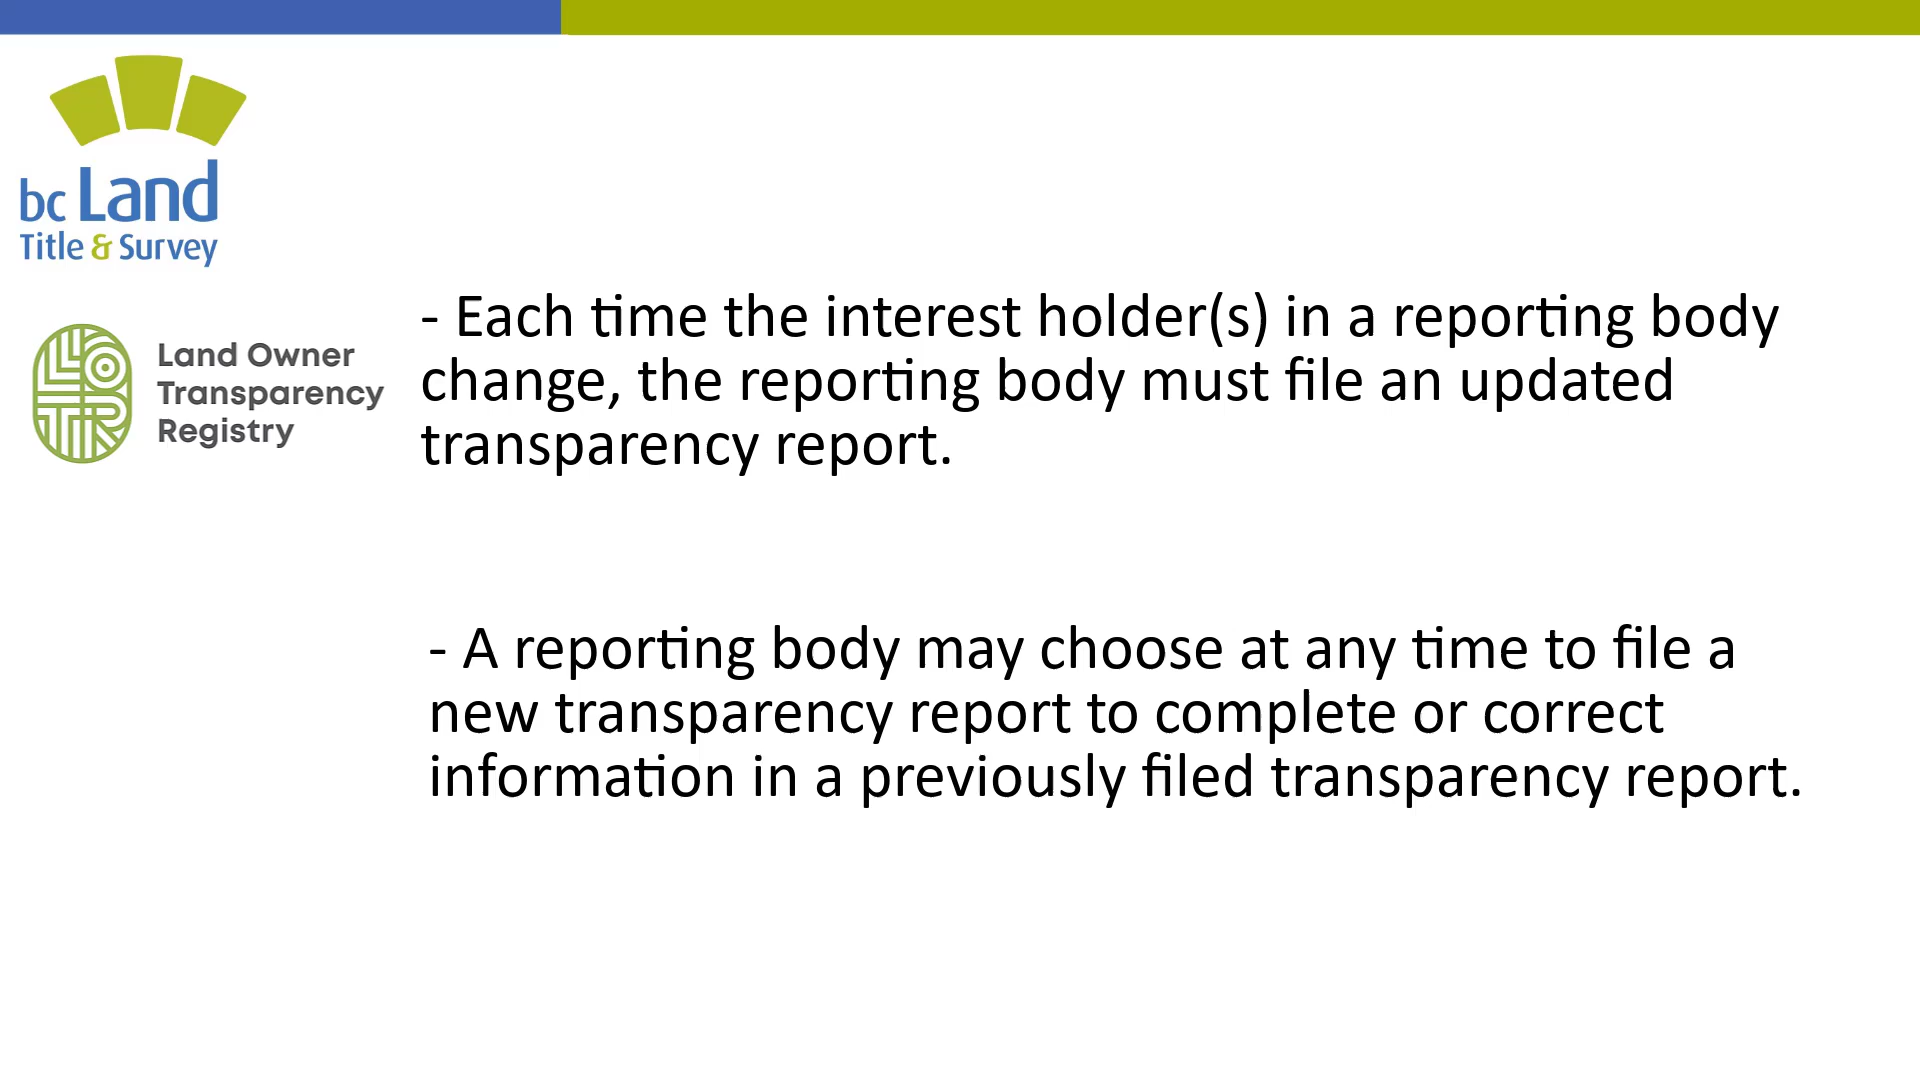 bc Land
Title & Survey
Land Owner
Transparency
Registry
- Each time the interest holder(s) in a reporting body
change, the reporting body must file an updated
transparency report.
- A reporting body may choose at any time to file a
new transparency report to complete or correct
information in a previously filed transparency report.